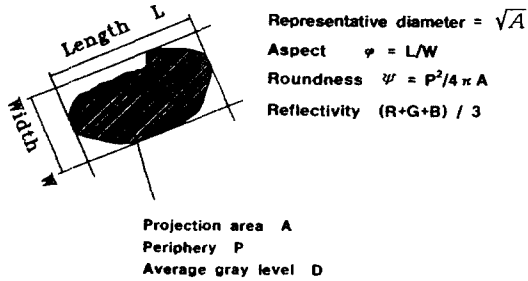 Length L
Width W
Representative diameter = √A
Aspect φ = L/W
Roundness ψ = P²/4πA
Reflectivity (R+G+B) / 3
Projection area A
Periphery P
Average gray level D